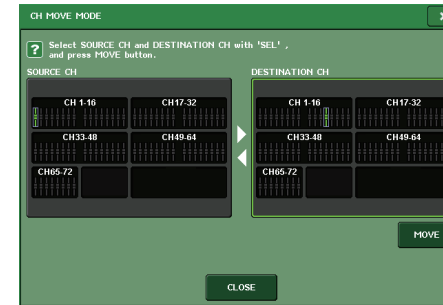 CH MOVE MODE
? Select SOURCE CH and DESTINATION CH with 'SEL' ,
and press MOVE button.
SOURCE CH
DESTINATION CH
CH 1-16 CH17-32
CH33-48 CH49-64
CH65-72
CH 1-16 CH17-32
CH33-48 CH49-64
CH65-72
MOVE
CLOSE